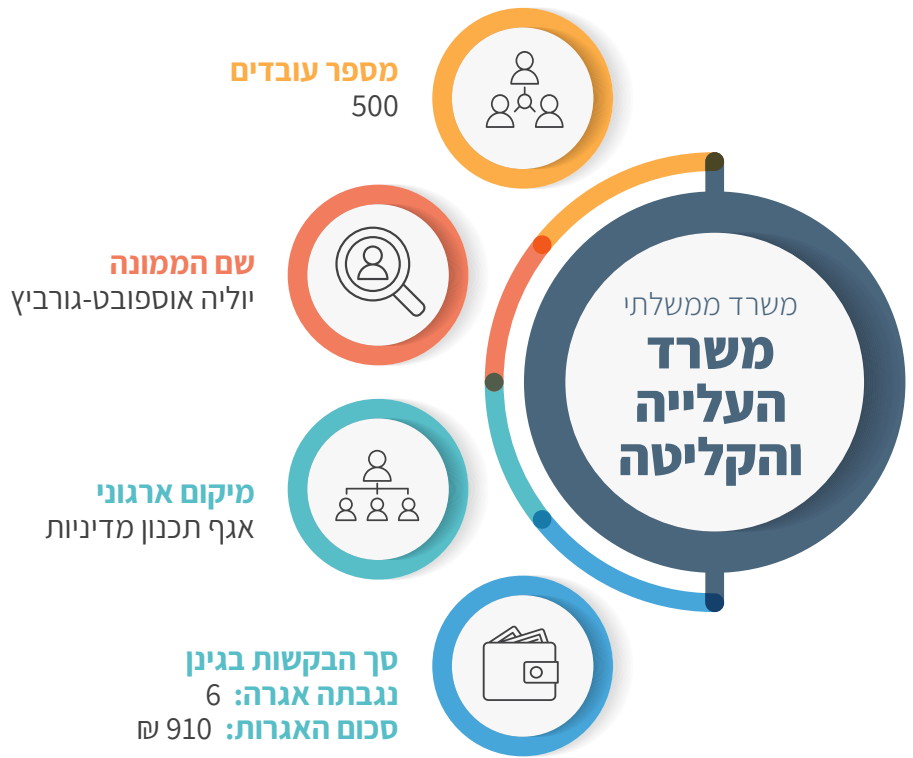 משרד ממשלתי
משרד
העלייה
והקליטה
מספר עובדים
500
שם הממונה
יוליה אוספובט-גורביץ
מיקום ארגוני
אגף תכנון מדיניות
סך הבקשות בגינן
נגבתה אגרה: 6
סכום האגרות: 910 ₪